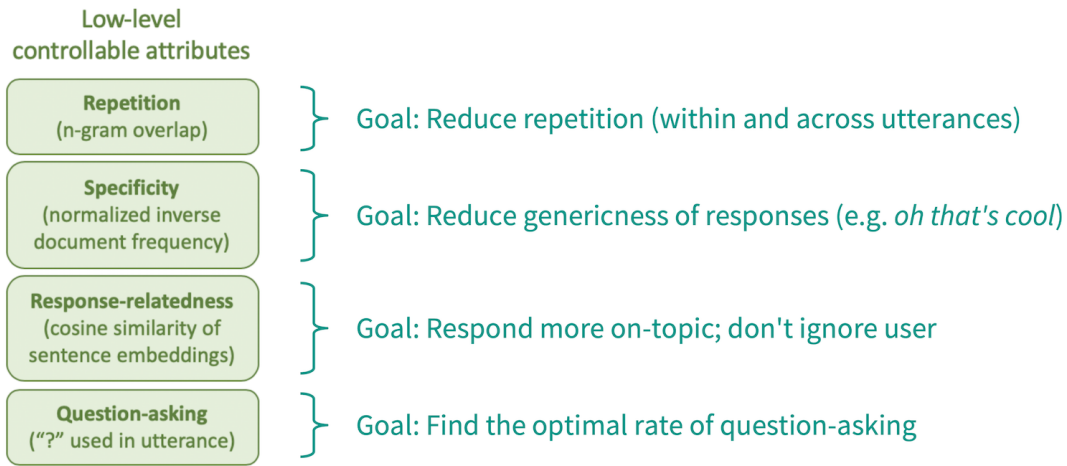 Low-level
controllable attributes
Repetition
(n-gram overlap)
Goal: Reduce repetition (within and across utterances)
Specificity
(normalized inverse
document frequency)
Goal: Reduce genericness of responses (e.g. oh that's cool)
Response-relatedness
(cosine similarity of
sentence embeddings)
Goal: Respond more on-topic; don't ignore user
Question-asking
(“?” used in utterance)
Goal: Find the optimal rate of question-asking